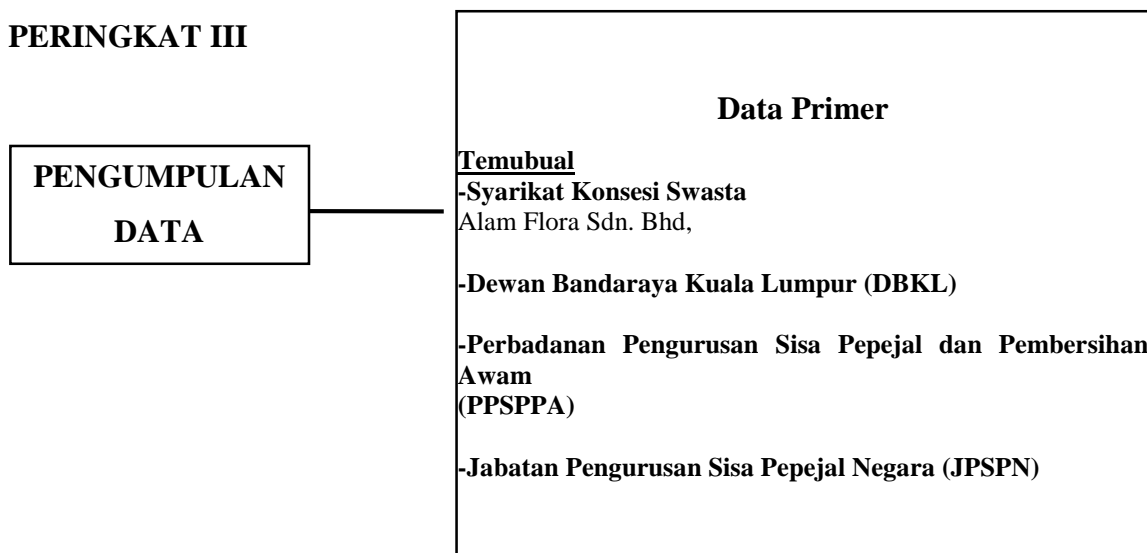 PERINGKAT III
PENGUMPULAN
DATA
Data Primer
Temubual
-Syarikat Konsesi Swasta
Alam Flora Sdn. Bhd,
-Dewan Bandaraya Kuala Lumpur (DBKL)
-Perbadanan Pengurusan Sisa Pepejal dan Pembersihan
Awam
(PPSPPA)
-Jabatan Pengurusan Sisa Pepejal Negara (JPSPN)